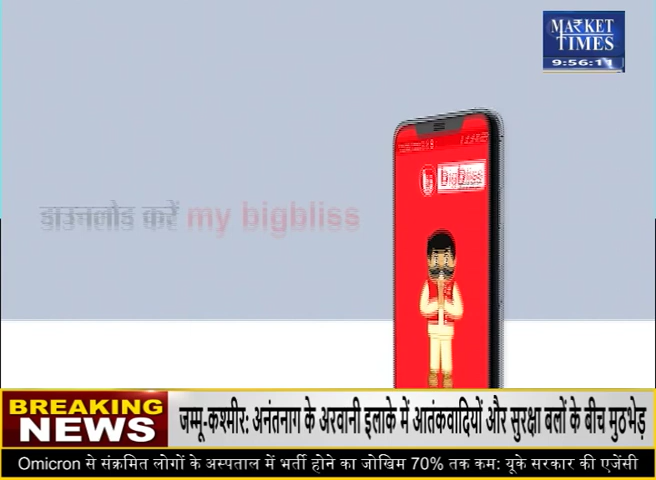 MARKET
TIMES
9:56:11
BigBliss
डाउनलोड करें my bigbliss
BREAKING
NEWS
जम्मू-कश्मीर: अनंतनाग के अरवानी इलाके में आतंकवादियों और सुरक्षा बलों के बीच मुठभेड़
Omicron से संक्रमित लोगों के अस्पताल में भर्ती होने का जोखिम 70% तक कम: यूके सरकार की एजेंसी